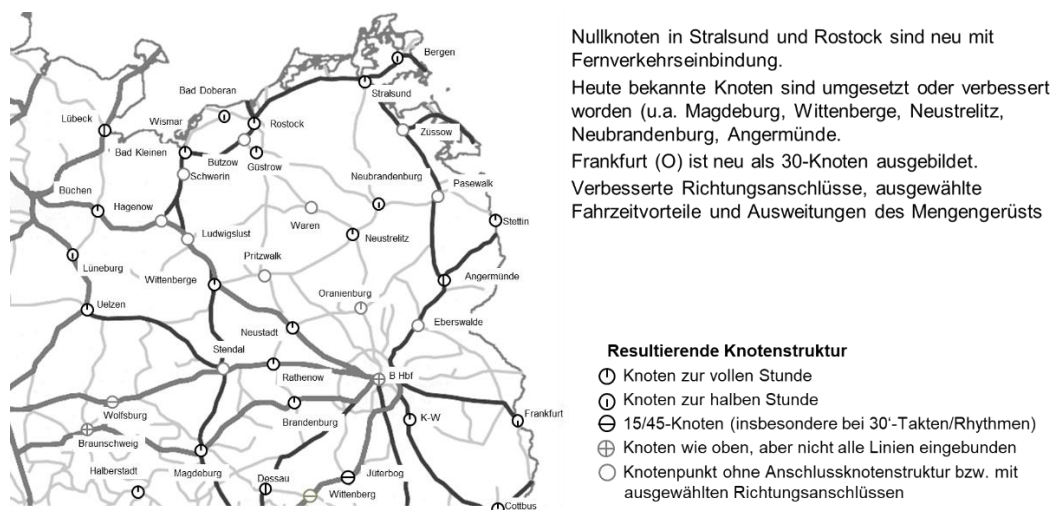 Nullknoten in Stralsund und Rostock sind neu mit
Fernverkehrseinbindung.
Heute bekannte Knoten sind umgesetzt oder verbessert
worden (u.a. Magdeburg, Wittenberge, Neustrelitz,
Neubrandenburg, Angermünde.
Frankfurt (O) ist neu als 30-Knoten ausgebildet.
Verbesserte Richtungsanschlüsse, ausgewählte
Fahrzeitvorteile und Ausweitungen des Mengengerüsts
Bergen
Stralsund
Bad Doberan
Lübeck
Wismar
Rostock
Züssow
Bad Kleinen
Bützow
Güstrow
Schwerin
Neubrandenburg
Pasewalk
Büchen
Hagenow
Waren
Stettin
Ludwigslust
Neustrelitz
Pritzwalk
Lüneburg
Wittenberge
Angermünde
Oranienburg
Uelzen
Neustadt
Eberswalde
Stendal
Rathenow
B Hbf
Wolfsburg
Brandenburg
K-W
Frankfurt
Braunschweig
Halberstadt
Magdeburg
Dessau
Jüterbog
Wittenberg
Cottbus
Resultierende Knotenstruktur
Knoten zur vollen Stunde
Knoten zur halben Stunde
15/45-Knoten (insbesondere bei 30‘-Takten/Rhythmen)
Knoten wie oben, aber nicht alle Linien eingebunden
Knotenpunkt ohne Anschlussknotenstruktur bzw. mit
ausgewählten Richtungsanschlüssen